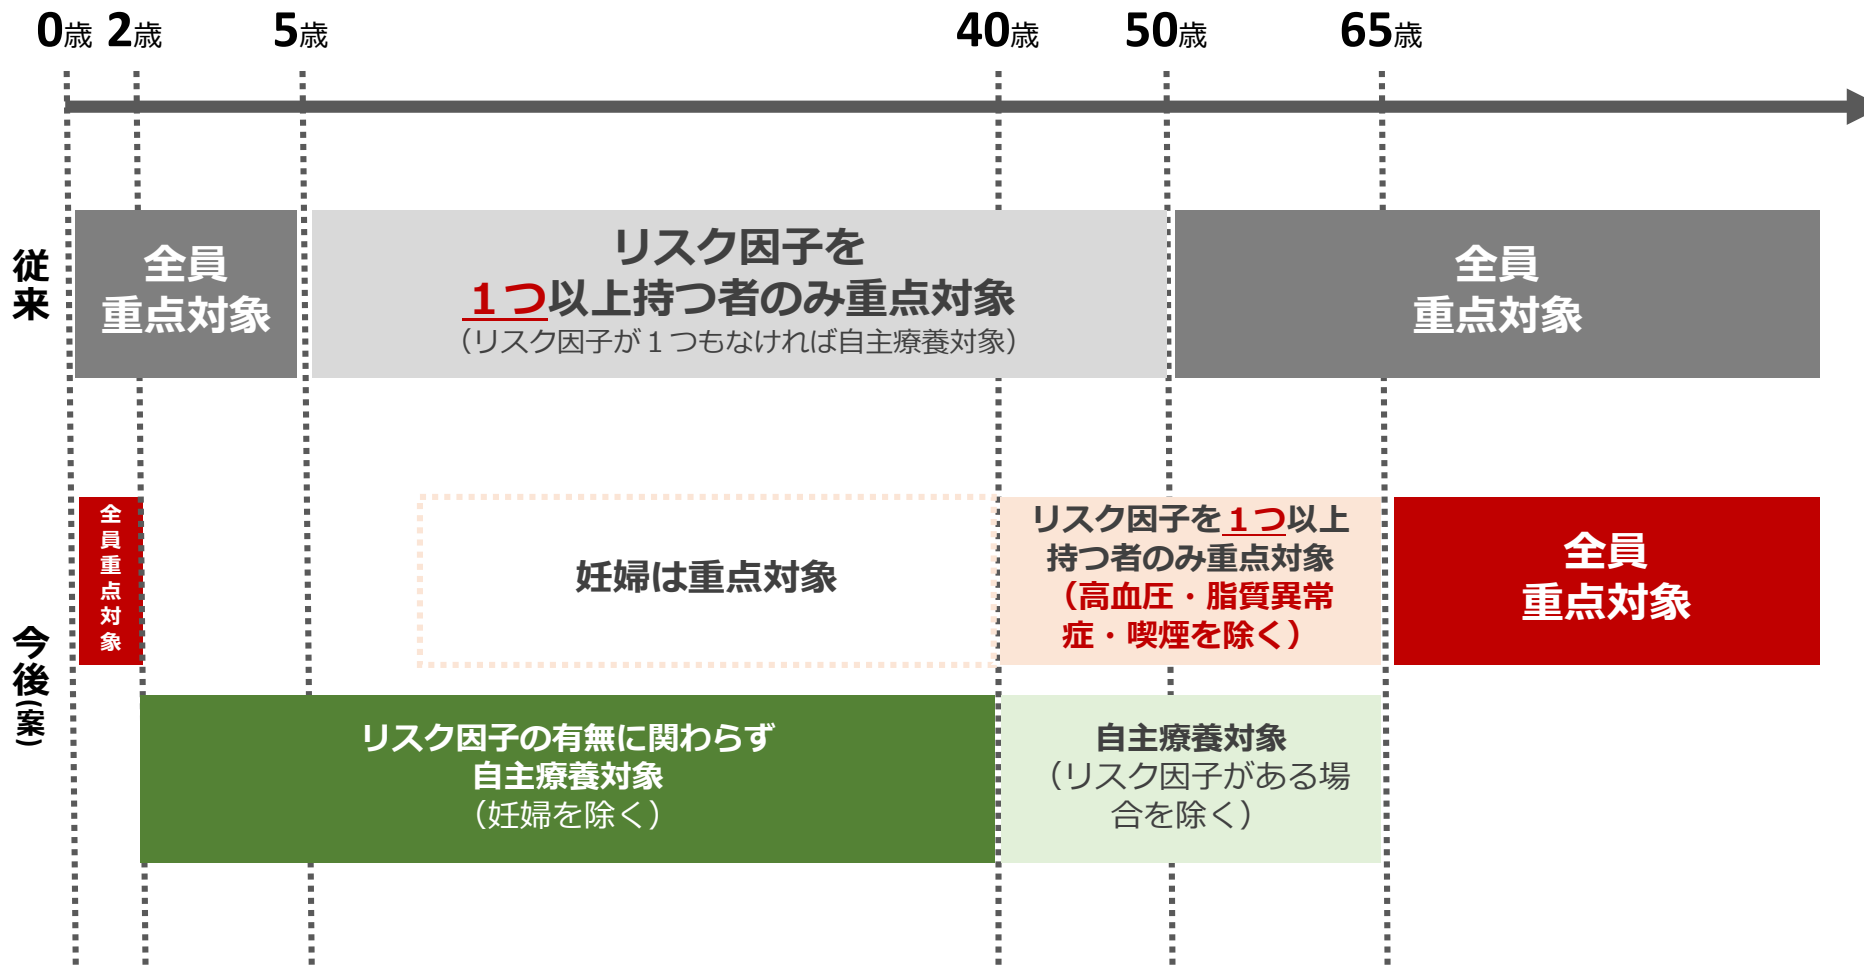 0歳 2歳 5歳 40歳 50歳 65歳
従来
全員
重点対象
リスク因子を
１つ以上持つ者のみ重点対象
（リスク因子が１つもなければ自主療養対象）
全員
重点対象
今後(案)
全員重点対象
妊婦は重点対象
リスク因子を１つ以上
持つ者のみ重点対象
（高血圧・脂質異常
症・喫煙を除く）
全員
重点対象
リスク因子の有無に関わらず
自主療養対象
（妊婦を除く）
自主療養対象
（リスク因子がある場
合を除く）